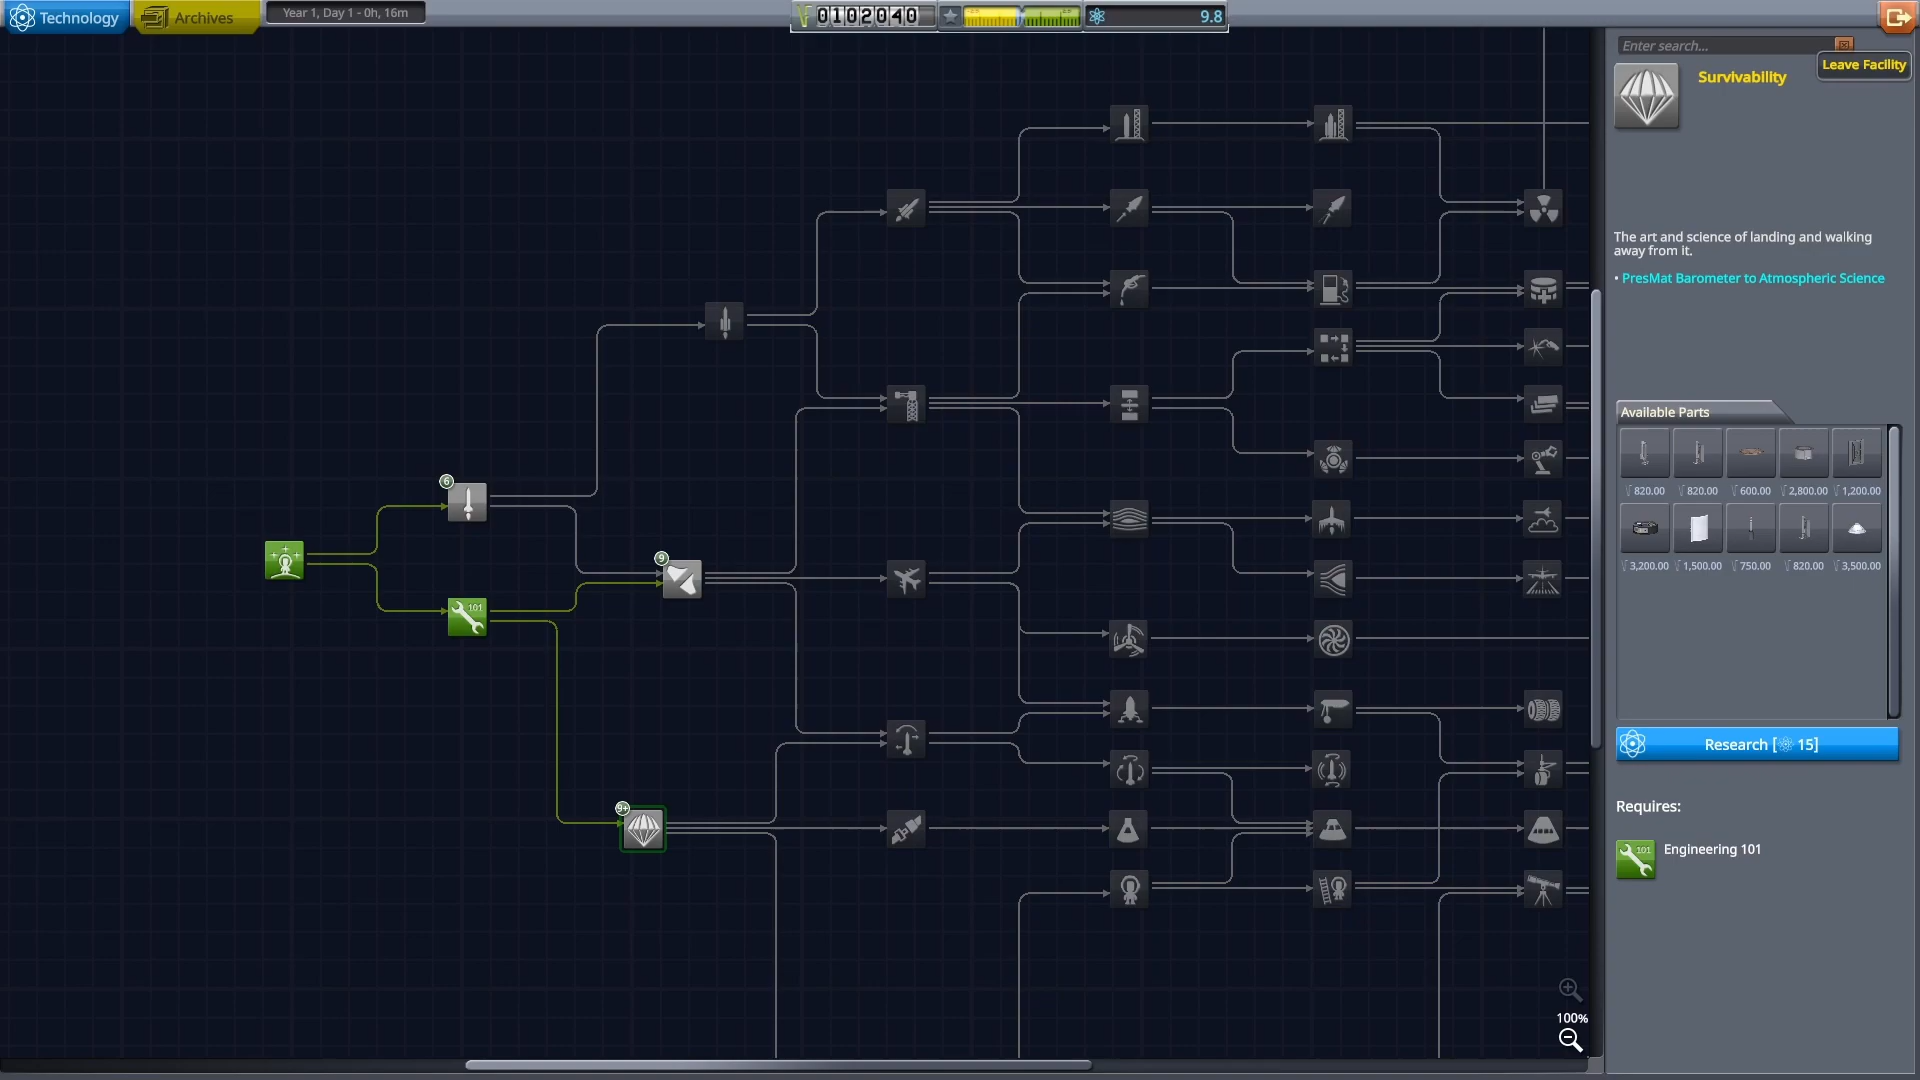 Technology
Archives
Year 1, Day 1 - 0h, 16m
0102040
9.8
Enter search...
Leave Facility
Survivability
The art and science of landing and walking
away from it.
• PresMat Barometer to Atmospheric Science
Available Parts
820.00 820.00 600.00 2,800.00 1,200.00
3,200.00 1,500.00 750.00 820.00 3,500.00
Research [15]
Requires:
101
Engineering 101
6
9
101
9+
100%